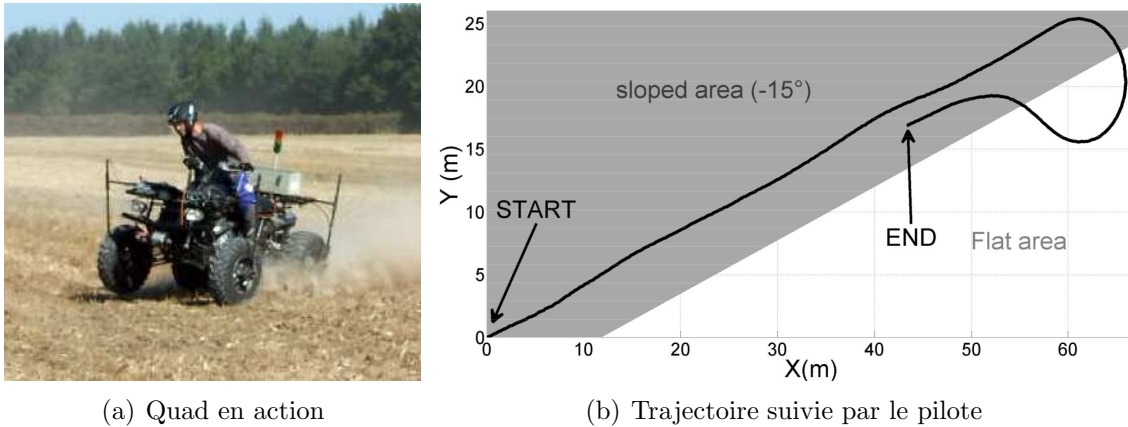 25
20
15
10
5
0
Y (m)
sloped area (-15°)
START
END
Flat area
0 10 20 30 40 50 60
X(m)
(a) Quad en action
(b) Trajectoire suivie par le pilote